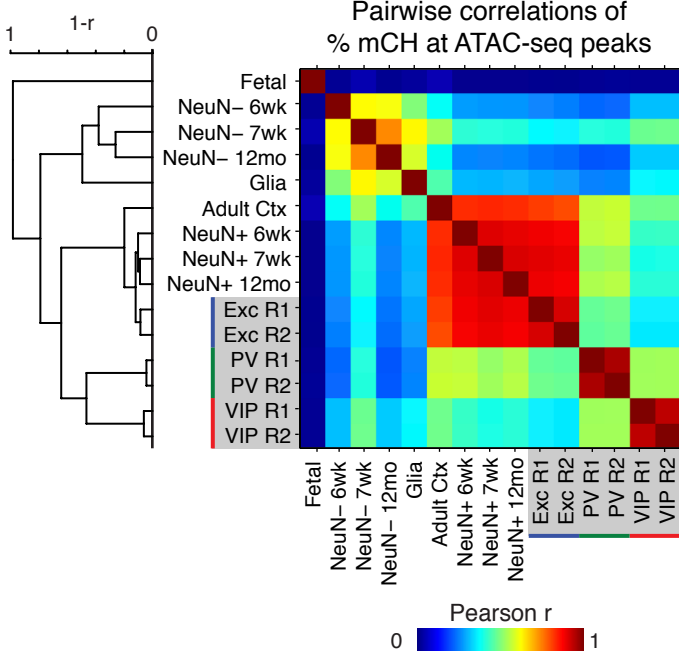 Pairwise correlations of
% mCH at ATAC-seq peaks
1 1-r 0
Fetal
NeuN− 6wk
NeuN− 7wk
NeuN− 12mo
Glia
Adult Ctx
NeuN+ 6wk
NeuN+ 7wk
NeuN+ 12mo
Exc R1
Exc R2
PV R1
PV R2
VIP R1
VIP R2
Fetal
NeuN− 6wk
NeuN− 7wk
NeuN− 12mo
Glia
Adult Ctx
NeuN+ 6wk
NeuN+ 7wk
NeuN+ 12mo
Exc R1
Exc R2
PV R1
PV R2
VIP R1
VIP R2
Pearson r
0 1